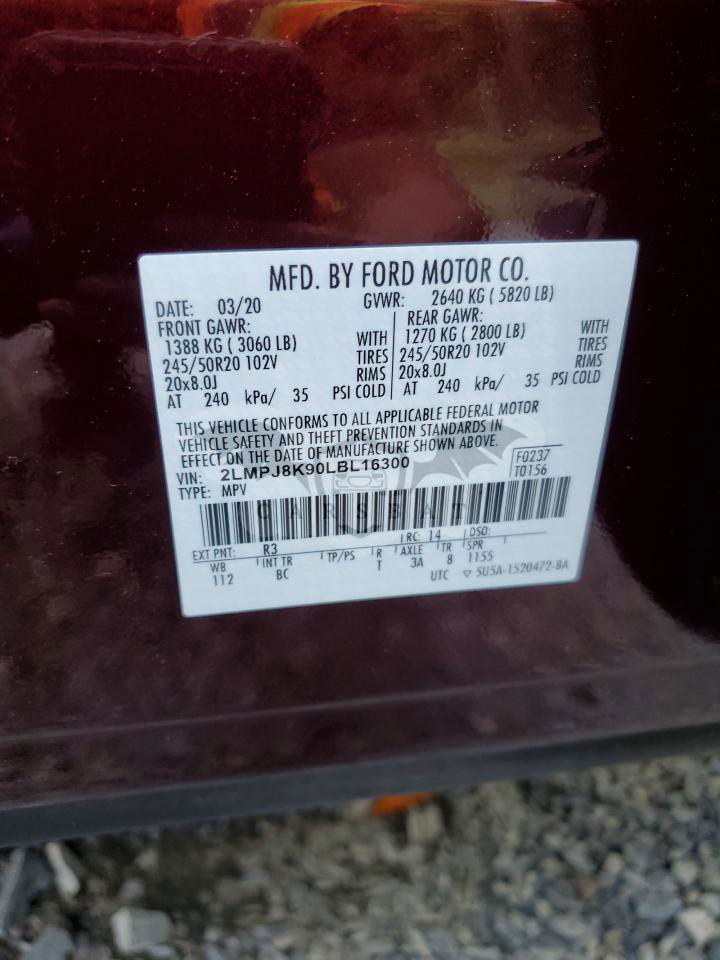 MFD. BY FORD MOTOR CO.
DATE: 03/20 GVWR: 2640 KG ( 5820 LB)
FRONT GAWR: REAR GAWR:
1388 KG ( 3060 LB) WITH 1270 KG ( 2800 LB) WITH
245/50R20 102V TIRES 245/50R20 102V TIRES
20x8.0J RIMS 20x8.0J RIMS
AT 240 kPa/ 35 PSI COLD AT 240 kPa/ 35 PSI COLD
THIS VEHICLE CONFORMS TO ALL APPLICABLE FEDERAL MOTOR
VEHICLE SAFETY AND THEFT PREVENTION STANDARDS IN
EFFECT ON THE DATE OF MANUFACTURE SHOWN ABOVE.
VIN: 2LMPJ8K90LBL16300 F0237
TYPE: MPV T0156
CARSBAT
EXT PNT: R3 RC: 14 DSO:
WB INT TR TP/PS R AXLE TR SPR
112 BC T 3A 8 1155
UTC ▽ 5U5A-1520472-BA